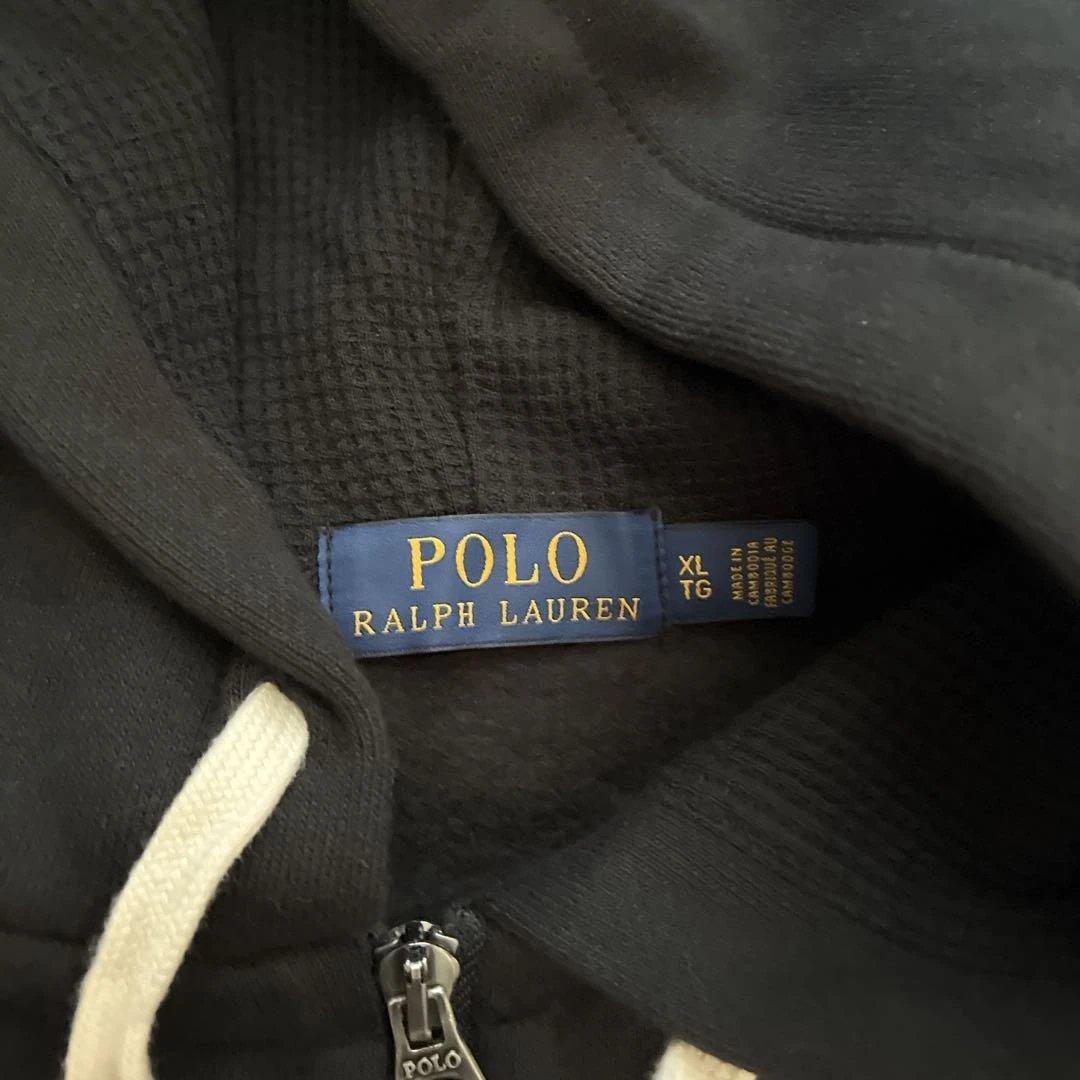 POLO
RALPH LAUREN
XL
TG
MADE IN
CAMBODIA
FABRIQUÉ AU
CAMBODGE
POLO